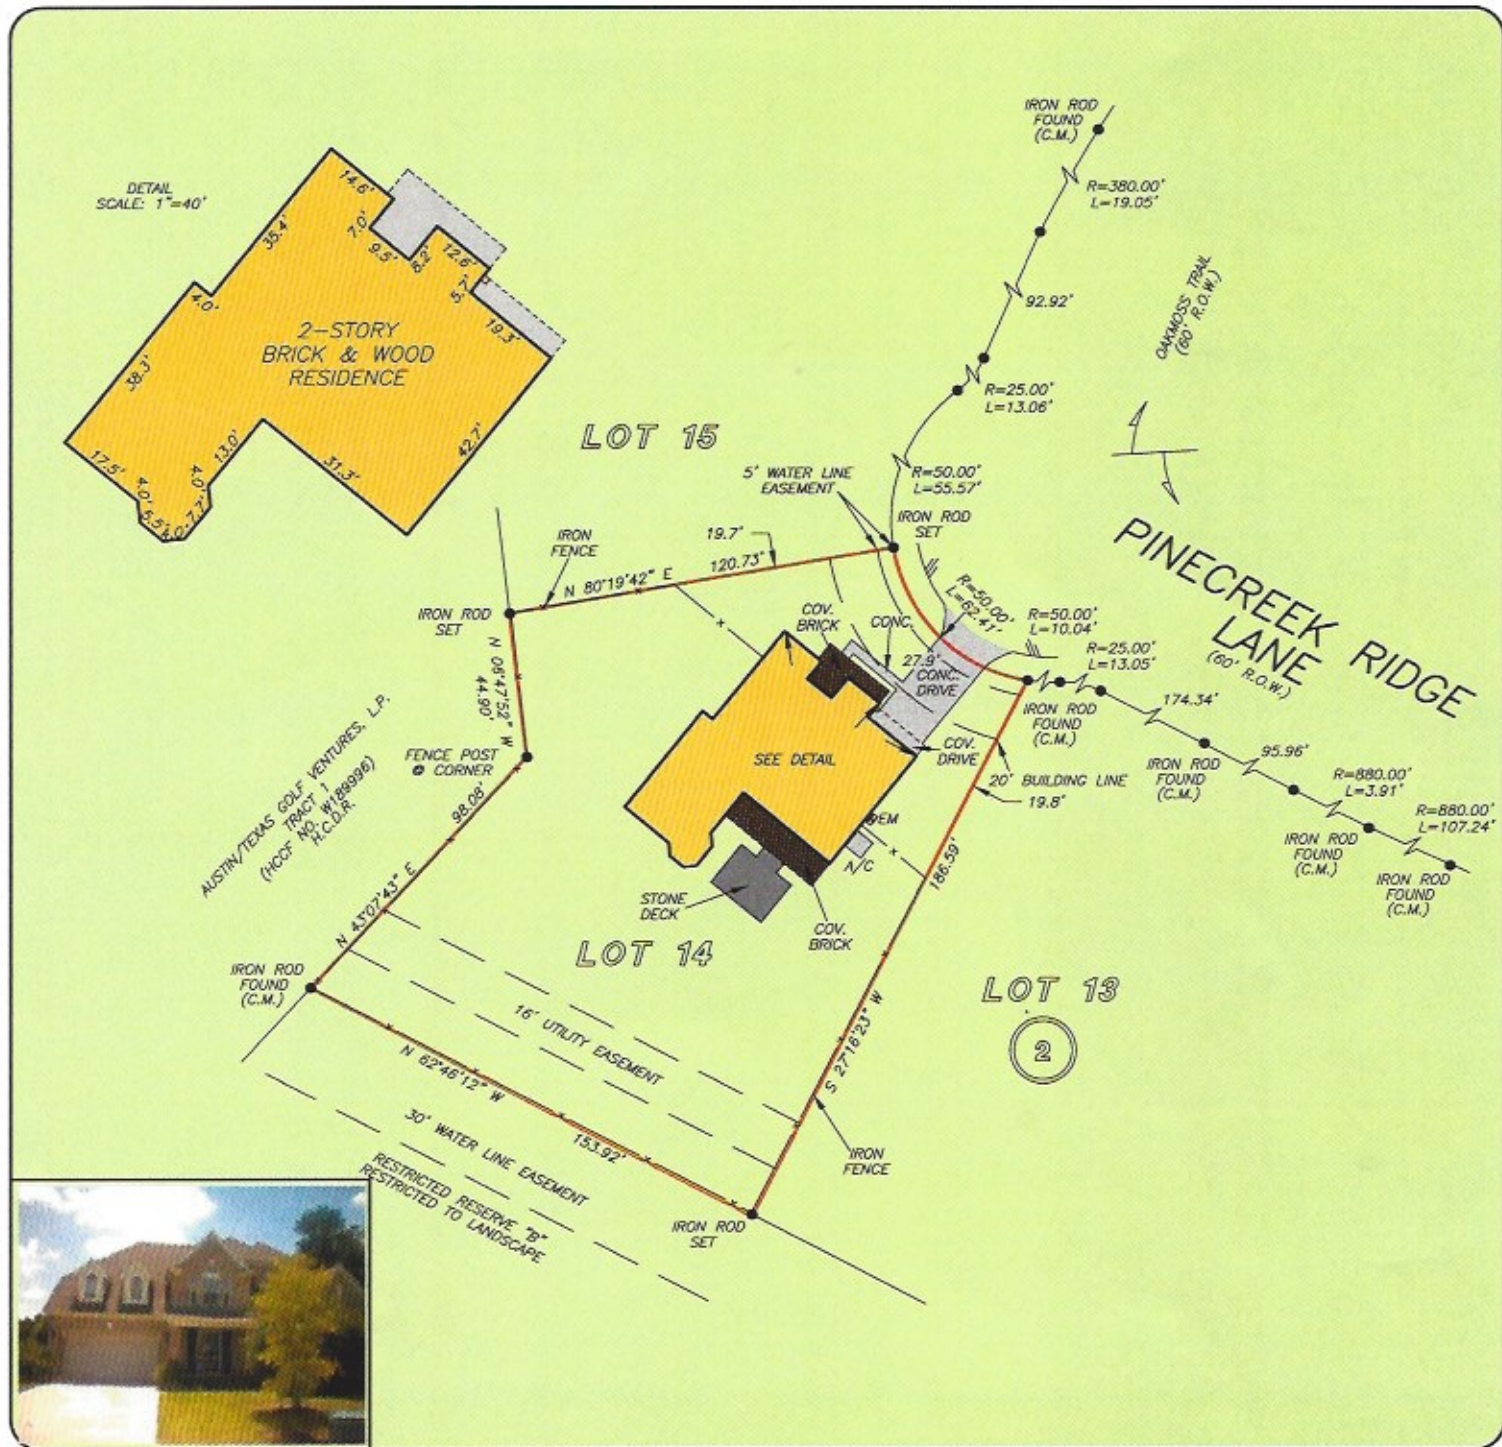 IRON ROD
FOUND
(C.M.)
R=380.00'
L=19.05'
DETAIL
SCALE: 1"=40'
14.6'
35.4'
7.0'
9.5'
6.2'
12.6'
5.7'
19.3'
4.0'
2-STORY
BRICK & WOOD
RESIDENCE
38.3'
42.7'
17.5'
4.0'
5.5'
4.0'
7.7'
4.0'
13.0'
31.3'
92.92'
OAKMOSS TRAIL
(60' R.O.W.)
R=25.00'
L=13.06'
LOT 15
5' WATER LINE
EASEMENT
R=50.00'
L=55.57'
IRON ROD
SET
PINECREEK RIDGE
LANE
(60' R.O.W.)
IRON
FENCE
19.7'
N 80°19'42" E
120.73'
IRON ROD
SET
R=50.00'
L=62.41'
R=50.00'
L=10.04'
R=25.00'
L=13.05'
174.34'
95.96'
R=880.00'
L=3.91'
R=880.00'
L=107.24'
COV.
BRICK
CONC.
27.9'
CONC.
DRIVE
IRON ROD
FOUND
(C.M.)
IRON ROD
FOUND
(C.M.)
IRON ROD
FOUND
(C.M.)
IRON ROD
FOUND
(C.M.)
N 06°47'52" W
44.90'
FENCE POST
@ CORNER
SEE DETAIL
COV.
DRIVE
20' BUILDING LINE
19.8'
AUSTIN/TEXAS GOLF VENTURES, L.P.
TRACT 1
(HCCF NO. W189996)
H.C.D.R.
98.08'
N 43°07'43" E
EM
A/C
186.59'
STONE
DECK
COV.
BRICK
LOT 14
IRON ROD
FOUND
(C.M.)
LOT 13
2
16' UTILITY EASEMENT
S 27°16'23" W
N 62°46'12" W
153.92'
30' WATER LINE EASEMENT
IRON
FENCE
RESTRICTED RESERVE "B"
RESTRICTED TO LANDSCAPE
IRON ROD
SET